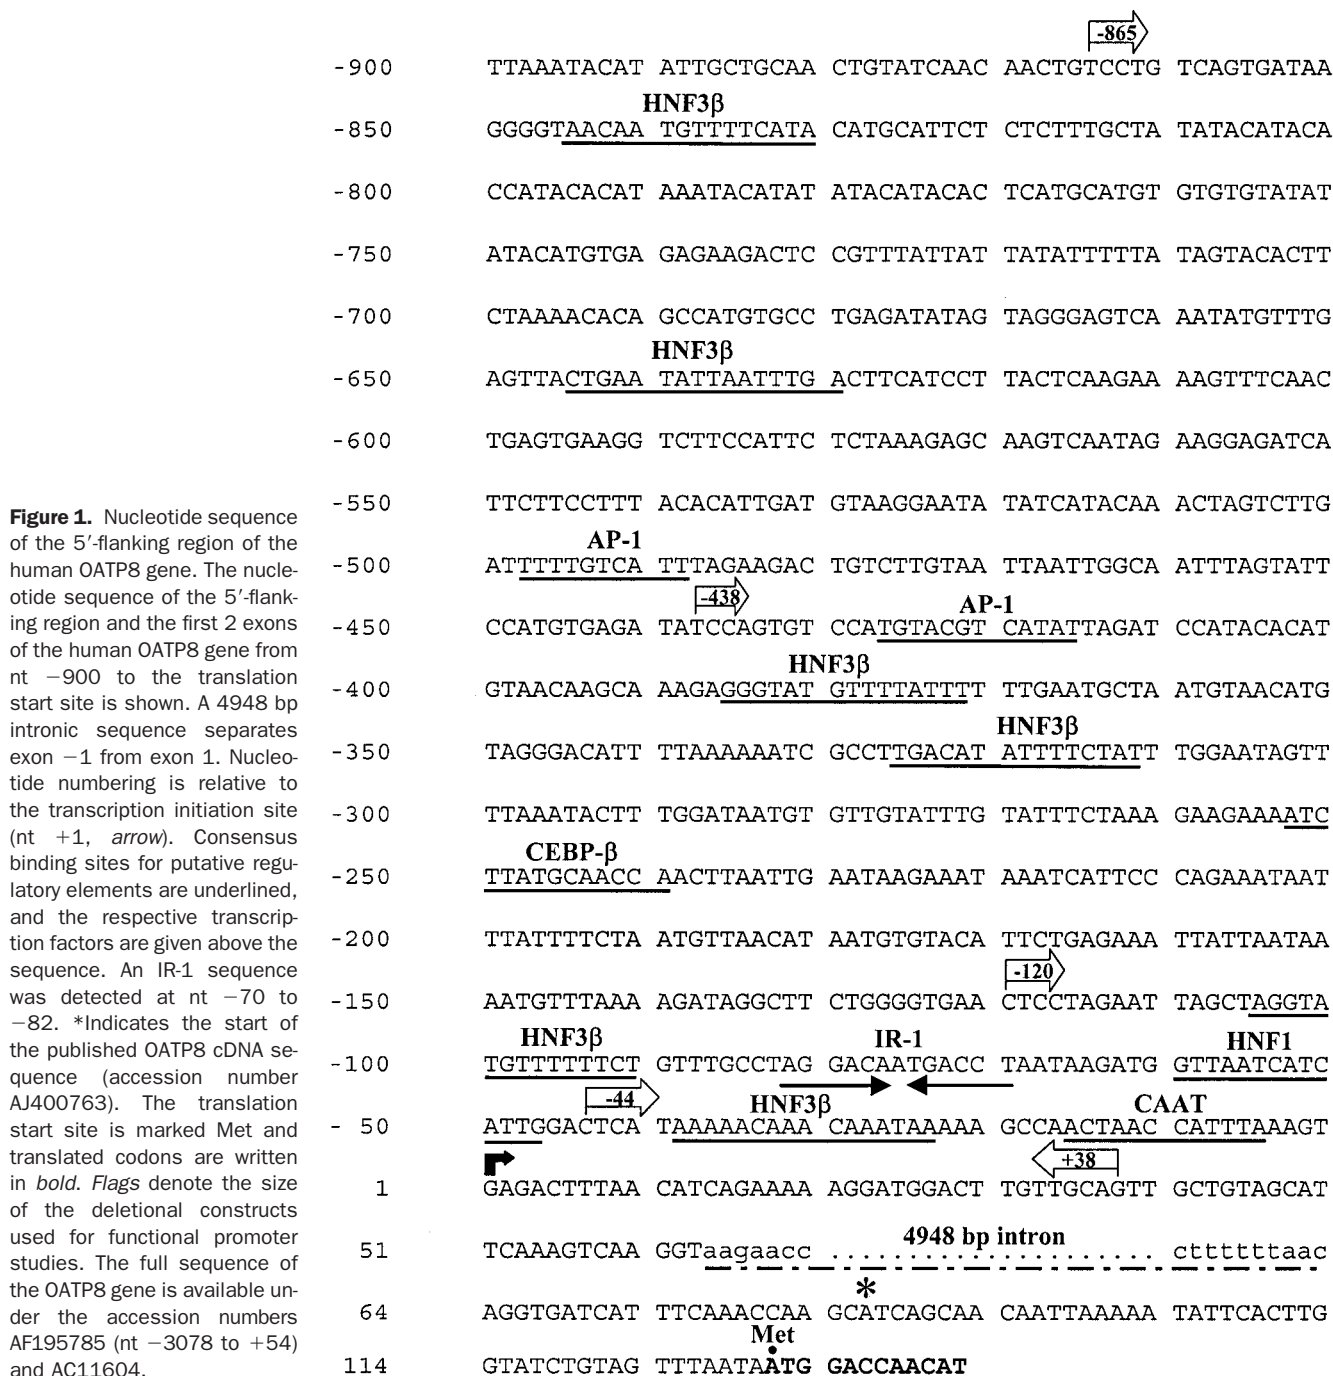 -865
-900 TTAAATACAT ATTGCTGCAA CTGTATCAAC AACTGTCCTG TCAGTGATAA
HNF3β
-850 GGGGTAACAA TGTTTTCATA CATGCATTCT CTCTTTGCTA TATACATACA
-800 CCATACACAT AAATACATAT ATACATACAC TCATGCATGT GTGTGTATAT
-750 ATACATGTGA GAGAAGACTC CGTTTATTAT TATATTTTTA TAGTACACTT
-700 CTAAAACACA GCCATGTGCC TGAGATATAG TAGGGAGTCA AATATGTTTG
HNF3β
-650 AGTTACTGAA TATTAATTTG ACTTCATCCT TACTCAAGAA AAGTTTCAAC
-600 TGAGTGAAGG TCTTCCATTC TCTAAAGAGC AAGTCAATAG AAGGAGATCA
-550 TTCTTCCTTT ACACATTGAT GTAAGGAATA TATCATACAA ACTAGTCTTG
AP-1
-500 ATTTTTGTCA TTTAGAAGAC TGTCTTGTAA TTAATTGGCA ATTTAGTATT
-438 AP-1
-450 CCATGTGAGA TATCCAGTGT CCATGTACGT CATATTAGAT CCATACACAT
HNF3β
-400 GTAACAAGCA AAGAGGGTAT GTTTTATTTT TTGAATGCTA ATGTAACATG
HNF3β
-350 TAGGGACATT TTAAAAAATC GCCTTGACAT ATTTTCTATT TGGAATAGTT
-300 TTAAATACTT TGGATAATGT GTTGTATTTG TATTTCTAAA GAAGAAAATC
CEBP-β
-250 TTATGCAACC AACTTAATTG AATAAGAAAT AAATCATTCC CAGAAATAAT
-200 TTATTTTCTA ATGTTAACAT AATGTGTACA TTCTGAGAAA TTATTAATAA
-120
-150 AATGTTTAAA AGATAGGCTT CTGGGGTGAA CTCCTAGAAT TAGCTAGGTA
HNF3β IR-1 HNF1
-100 TGTTTTTTCT GTTTGCCTAG GACAATGACC TAATAAGATG GTTAATCATC
-44 HNF3β CAAT
- 50 ATTGGACTCA TAAAAACAAA CAAATAAAAA GCCAACTAAC CATTTAAAGT
+38
1 GAGACTTTAA CATCAGAAAA AGGATGGACTT TGTTGCAGTT GCTGTAGCAT
4948 bp intron
51 TCAAAGTCAA GGTaagaacc .................. cttttttaac
*
64 AGGTGATCAT TTCAAACCAA GCATCAGCAA CAATTAAAAA TATTCACTTG
Met
114 GTATCTGTAG TTTAATAATGG GACCAACAT
Figure 1. Nucleotide sequence
of the 5′-flanking region of the
human OATP8 gene. The nucle-
otide sequence of the 5′-flank-
ing region and the first 2 exons
of the human OATP8 gene from
nt −900 to the translation
start site is shown. A 4948 bp
intronic sequence separates
exon −1 from exon 1. Nucleo-
tide numbering is relative to
the transcription initiation site
(nt +1, arrow). Consensus
binding sites for putative regu-
latory elements are underlined,
and the respective transcrip-
tion factors are given above the
sequence. An IR-1 sequence
was detected at nt −70 to
−82. *Indicates the start of
the published OATP8 cDNA se-
quence (accession number
AJ400763). The translation
start site is marked Met and
translated codons are written
in bold. Flags denote the size
of the deletional constructs
used for functional promoter
studies. The full sequence of
the OATP8 gene is available un-
der the accession numbers
AF195785 (nt −3078 to +54)
and AC11604.